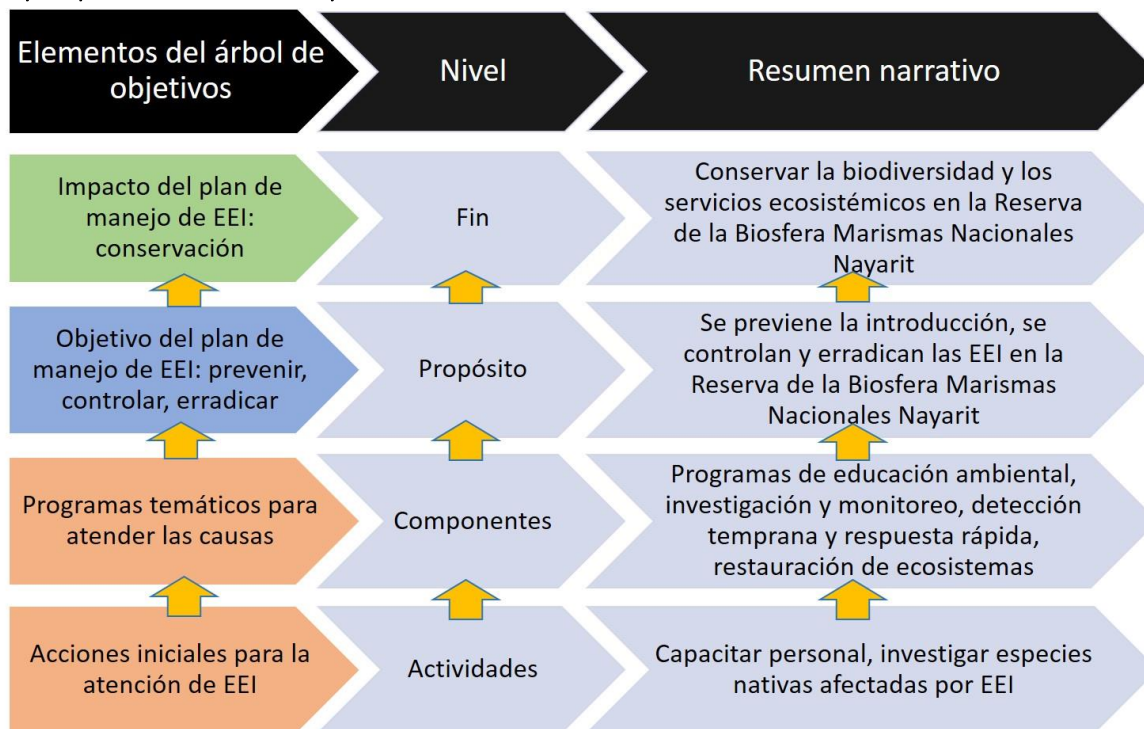 Elementos del árbol de
objetivos
Nivel
Resumen narrativo
Impacto del plan de
manejo de EEI:
conservación
Fin
Conservar la biodiversidad y los
servicios ecosistémicos en la Reserva
de la Biosfera Marismas Nacionales
Nayarit
Objetivo del plan de
manejo de EEI: prevenir,
controlar, erradicar
Propósito
Se previene la introducción, se
controlan y erradican las EEI en la
Reserva de la Biosfera Marismas
Nacionales Nayarit
Programas temáticos para
atender las causas
Componentes
Programas de educación ambiental,
investigación y monitoreo, detección
temprana y respuesta rápida,
restauración de ecosistemas
Acciones iniciales para la
atención de EEI
Actividades
Capacitar personal, investigar especies
nativas afectadas por EEI